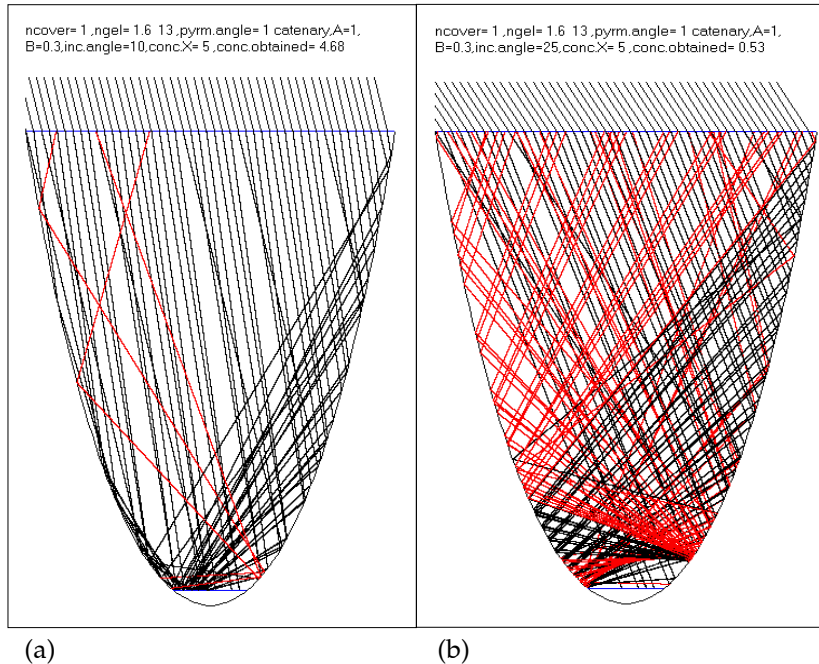 ncover= 1 ,ngel= 1.6 13,pyrm.angle= 1 catenary,A=1,
B=0.3,inc.angle=10,conc.X= 5 ,conc.obtained= 4.68
ncover= 1 ,ngel= 1.6 13,pyrm.angle= 1 catenary,A=1,
B=0.3,inc.angle=25,conc.X= 5 ,conc.obtained= 0.53
(a)
(b)